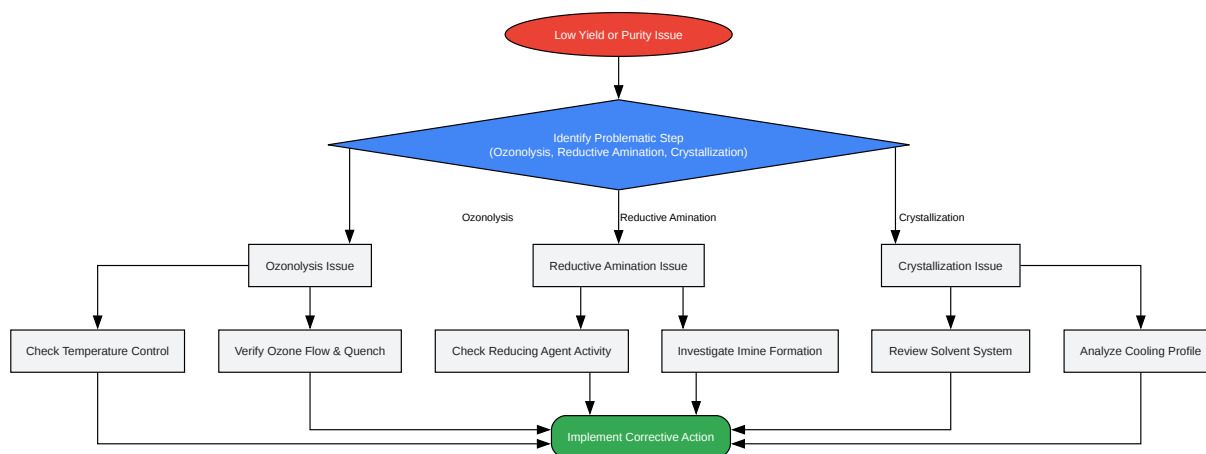 Low Yield or Purity Issue
Identify Problematic Step
(Ozonolysis, Reductive Amination, Crystallization)
Ozonolysis
Reductive Amination
Crystallization
Ozonolysis Issue
Reductive Amination Issue
Crystallization Issue
Check Temperature Control
Verify Ozone Flow & Quench
Check Reducing Agent Activity
Investigate Imine Formation
Review Solvent System
Analyze Cooling Profile
Implement Corrective Action